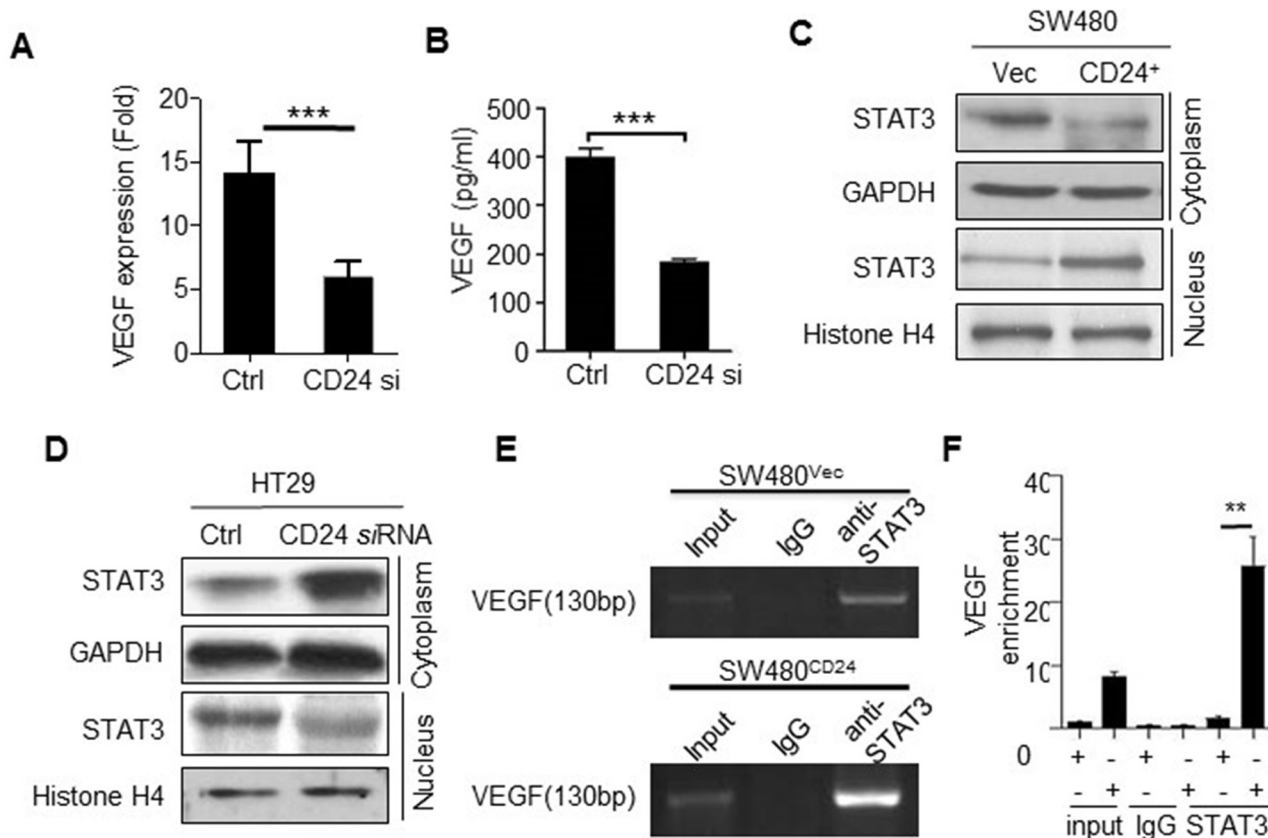 A
VEGF expression (Fold)
20
15
10
5
0
***
Ctrl CD24 si
B
VEGF (pg/ml)
500
400
300
200
100
0
***
Ctrl CD24 si
C
SW480
Vec CD24⁺
STAT3
GAPDH
Cytoplasm
STAT3
Histone H4
Nucleus
D
HT29
Ctrl CD24 siRNA
STAT3
GAPDH
Cytoplasm
STAT3
Histone H4
Nucleus
E
SW480ⱽᵉᶜ
Input IgG anti-
STAT3
VEGF(130bp)
SW480ᶜᴰ²⁴
Input IgG anti-
STAT3
VEGF(130bp)
F
VEGF
enrichment
40
30
20
10
0
**
+ - + - + -
- + - + - +
input IgG STAT3